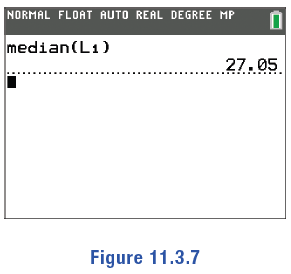 NORMAL FLOAT AUTO REAL DEGREE MP
median(L₁)
27.05
Figure 11.3.7